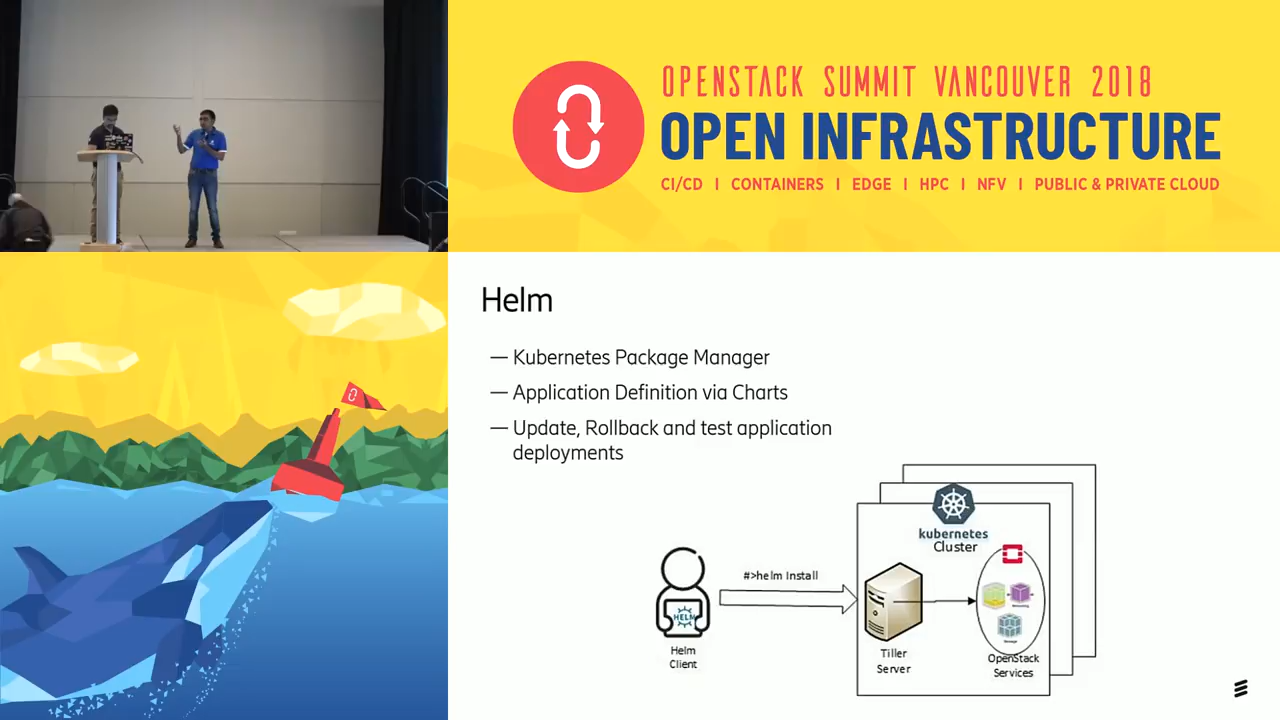 OPENSTACK SUMMIT VANCOUVER 2018
OPEN INFRASTRUCTURE
CI/CD | CONTAINERS | EDGE | HPC | NFV | PUBLIC & PRIVATE CLOUD
Helm
— Kubernetes Package Manager
— Application Definition via Charts
— Update, Rollback and test application
deployments
kubernetes
Cluster
#>helm Install
HELM
Helm
Client
Tiller
Server
OpenStack
Services